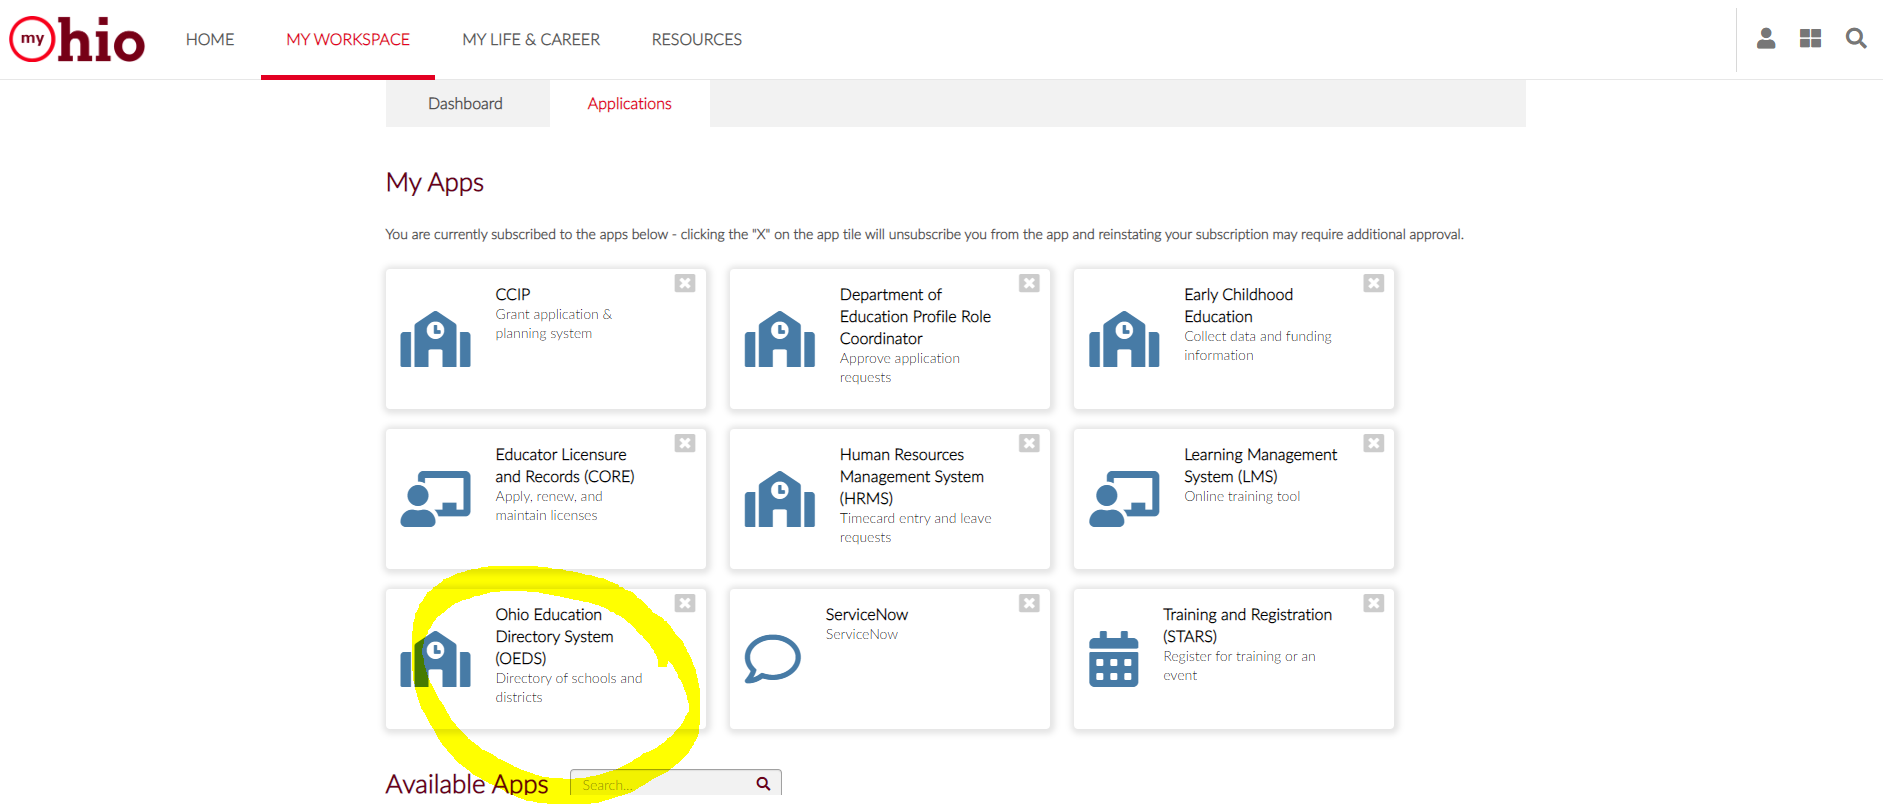 my Ohio
HOME
MY WORKSPACE
MY LIFE & CAREER
RESOURCES
Dashboard
Applications
My Apps
You are currently subscribed to the apps below - clicking the "X" on the app tile will unsubscribe you from the app and reinstating your subscription may require additional approval.
CCIP
Grant application &
planning system
Department of
Education Profile Role
Coordinator
Approve application
requests
Early Childhood
Education
Collect data and funding
information
Educator Licensure
and Records (CORE)
Apply, renew, and
maintain licenses
Human Resources
Management System
(HRMS)
Timecard entry and leave
requests
Learning Management
System (LMS)
Online training tool
Ohio Education
Directory System
(OEDS)
Directory of schools and
districts
ServiceNow
ServiceNow
Training and Registration
(STARS)
Register for training or an
event
Available Apps
Search...